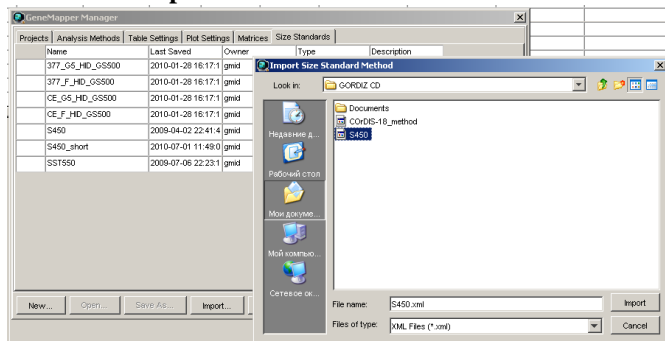 GeneMapper Manager
Projects Analysis Methods Table Settings Plot Settings Matrices Size Standards
Name Last Saved Owner Type Description
377_G5_HID_GS500 2010-01-28 16:17:1 gmid
377_F_HID_GS500 2010-01-28 16:17:1 gmid
CE_G5_HID_GS500 2010-01-28 16:17:1 gmid
CE_F_HID_GS500 2010-01-28 16:17:1 gmid
S450 2009-04-02 22:41:4 gmid
S450_short 2010-07-01 11:49:0 gmid
SST550 2009-07-06 22:23:1 gmid
New... Open... Save As... Import...
Import Size Standard Method
Look in: GORDIZ CD
Недавние д...
Рабочий стол
Мои докуме...
Мой компью...
Сетевое ок...
Documents
COrDIS-18_method
S450
File name: S450.xml Import
Files of type: XML Files (*.xml) Cancel